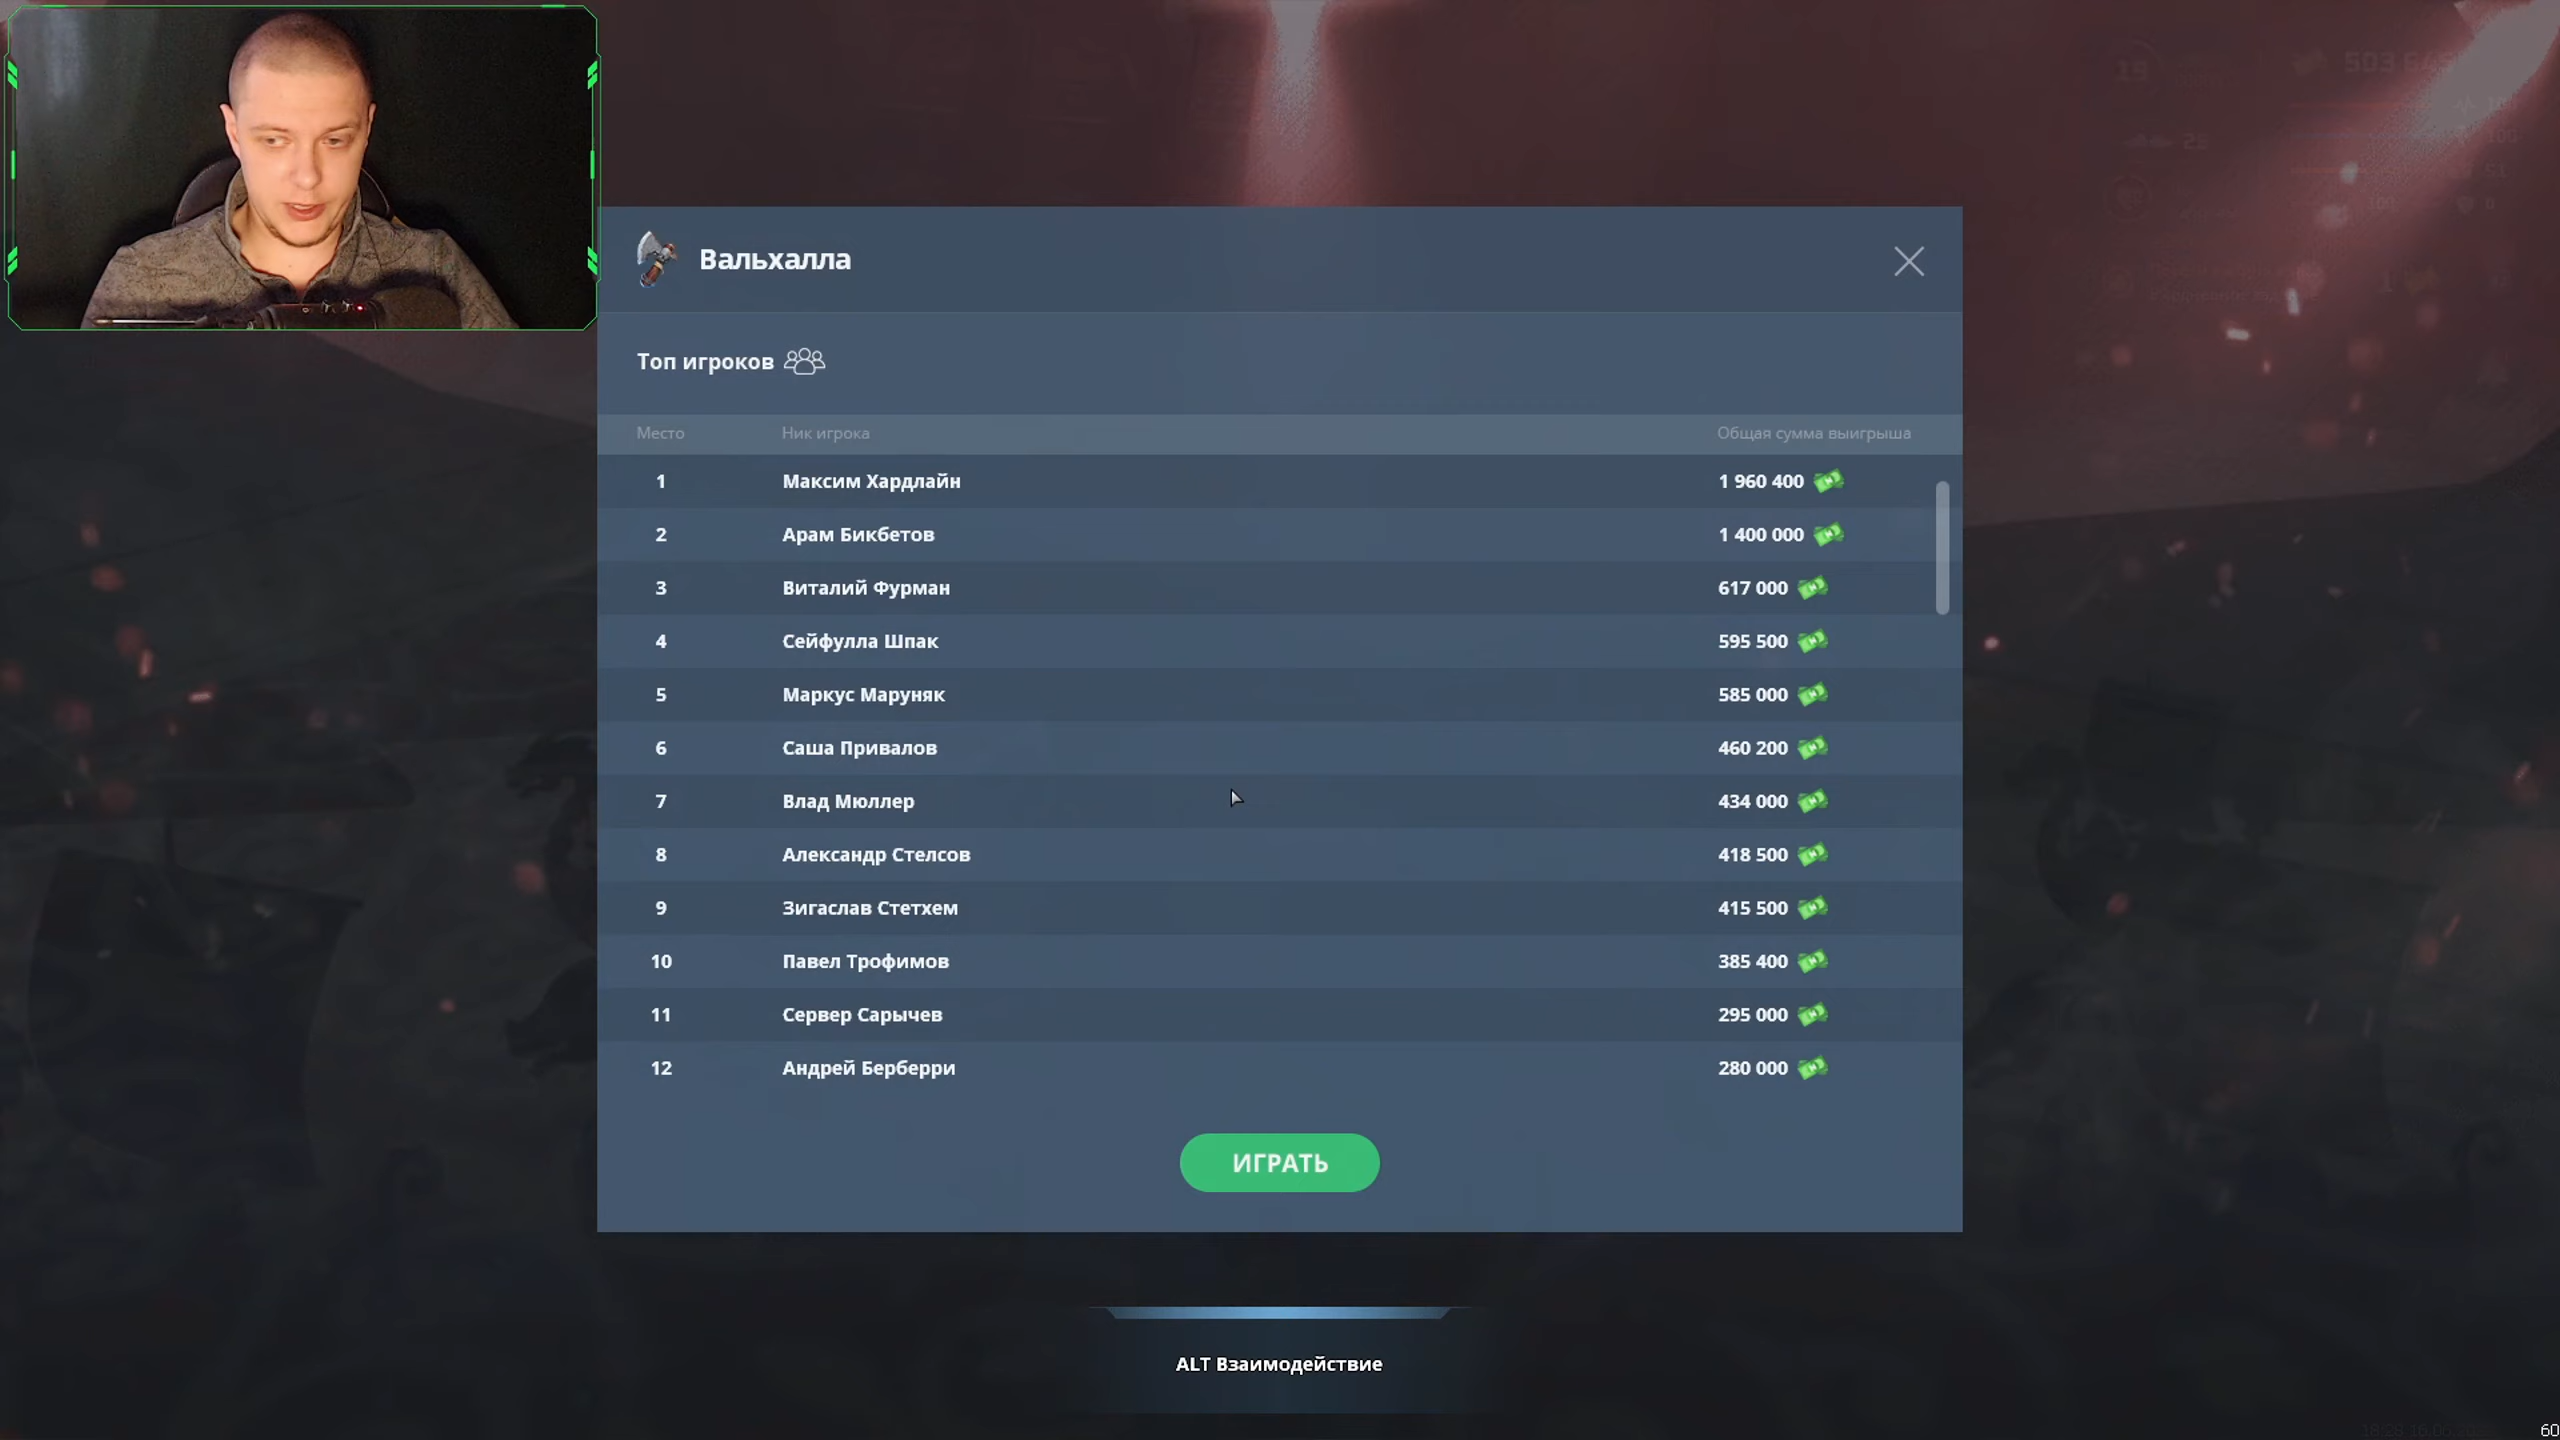 Вальхалла
Топ игроков
Место Ник игрока Общая сумма выигрыша
1 Максим Хардлайн 1 960 400
2 Арам Бикбетов 1 400 000
3 Виталий Фурман 617 000
4 Сейфулла Шпак 595 500
5 Маркус Маруняк 585 000
6 Саша Привалов 460 200
7 Влад Мюллер 434 000
8 Александр Стелсов 418 500
9 Зигаслав Стетхем 415 500
10 Павел Трофимов 385 400
11 Сервер Сарычев 295 000
12 Андрей Берберри 280 000
ИГРАТЬ
ALT Взаимодействие
60